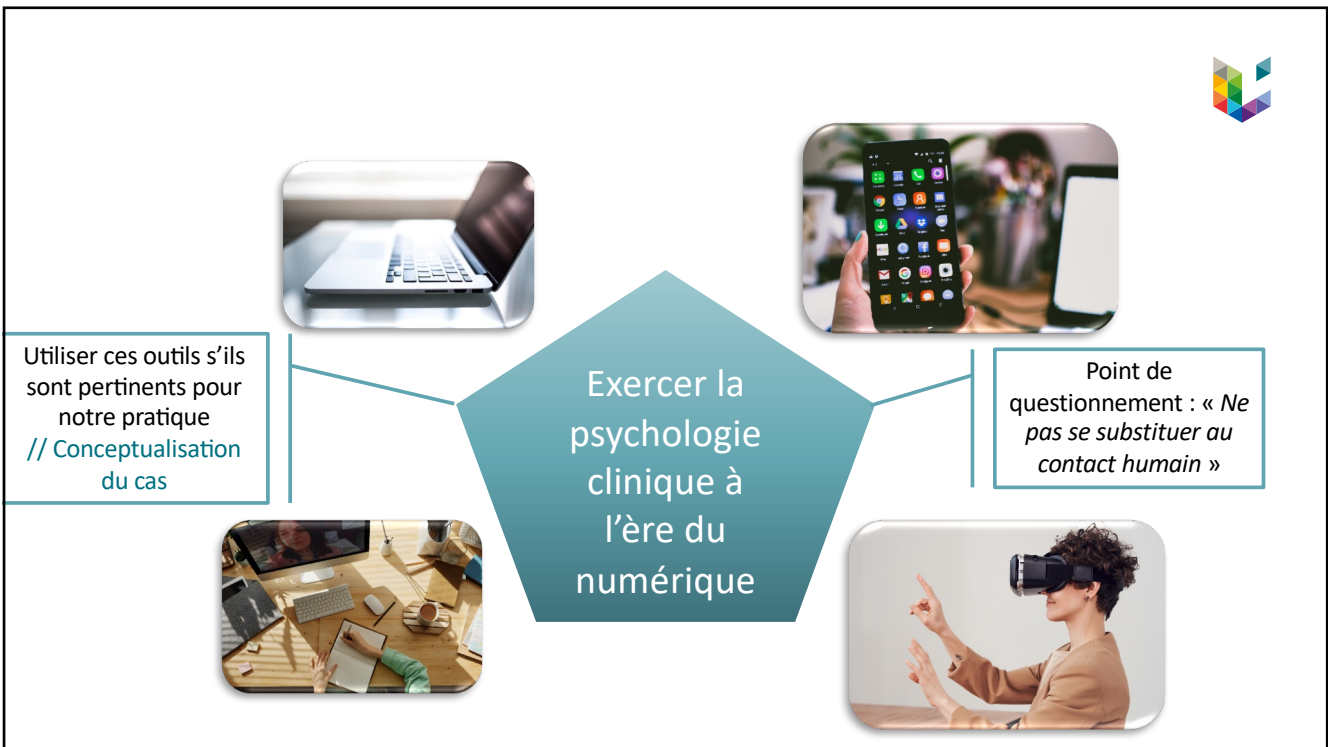 Utiliser ces outils s'ils
sont pertinents pour
notre pratique
// Conceptualisation
du cas
Exercer la
psychologie
clinique à
l'ère du
numérique
Point de
questionnement : « Ne
pas se substituer au
contact humain »